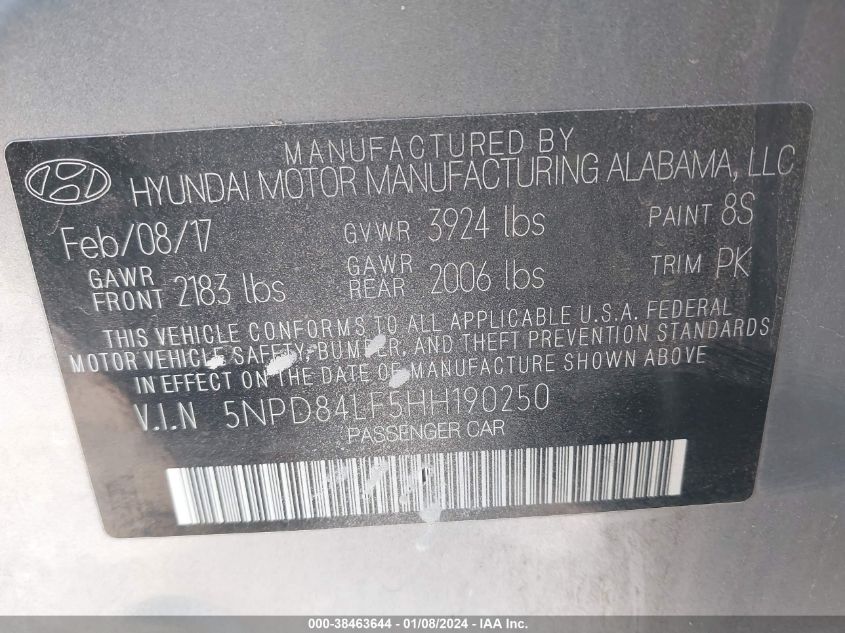 MANUFACTURED BY
HYUNDAI MOTOR MANUFACTURING ALABAMA, LLC
Feb/08/17 GVWR 3924 lbs PAINT 8S
GAWR FRONT 2183 lbs GAWR REAR 2006 lbs TRIM PK
THIS VEHICLE CONFORMS TO ALL APPLICABLE U.S.A. FEDERAL
MOTOR VEHICLE SAFETY, BUMPER, AND THEFT PREVENTION STANDARDS
IN EFFECT ON THE DATE OF MANUFACTURE SHOWN ABOVE
V.I.N 5NPD84LF5HH190250
PASSENGER CAR
000-38463644 - 01/08/2024 - IAA Inc.